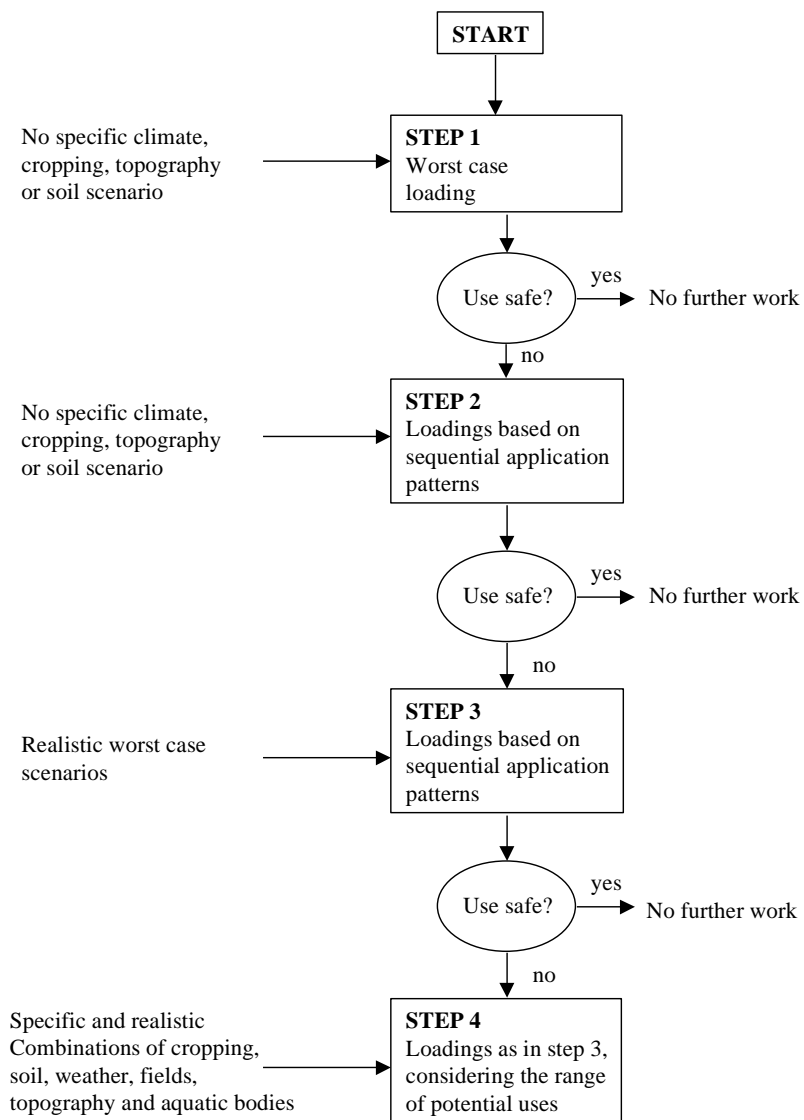 START
No specific climate,
cropping, topography
or soil scenario
STEP 1
Worst case
loading
Use safe?
yes
No further work
no
No specific climate,
cropping, topography
or soil scenario
STEP 2
Loadings based on
sequential application
patterns
Use safe?
yes
No further work
no
Realistic worst case
scenarios
STEP 3
Loadings based on
sequential application
patterns
Use safe?
yes
No further work
no
Specific and realistic
Combinations of cropping,
soil, weather, fields,
topography and aquatic bodies
STEP 4
Loadings as in step 3,
considering the range
of potential uses